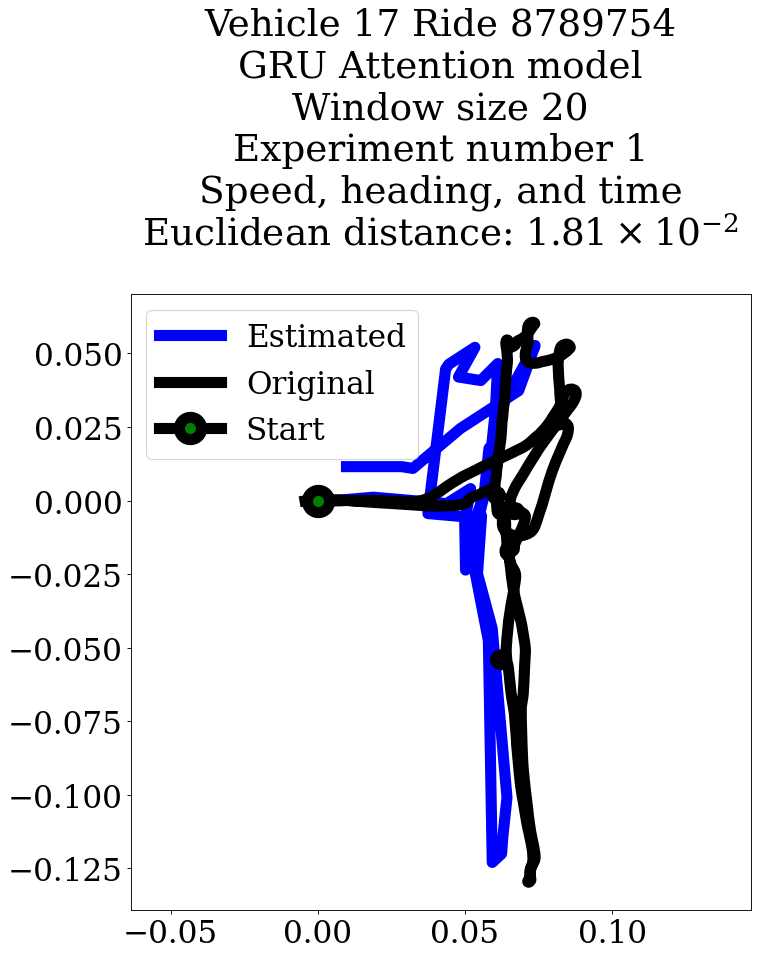 Vehicle 17 Ride 8789754
GRU Attention model
Window size 20
Experiment number 1
Speed, heading, and time
Euclidean distance: 1.81 × 10⁻²
Estimated
Original
Start
0.050
0.025
0.000
−0.025
−0.050
−0.075
−0.100
−0.125
−0.05 0.00 0.05 0.10